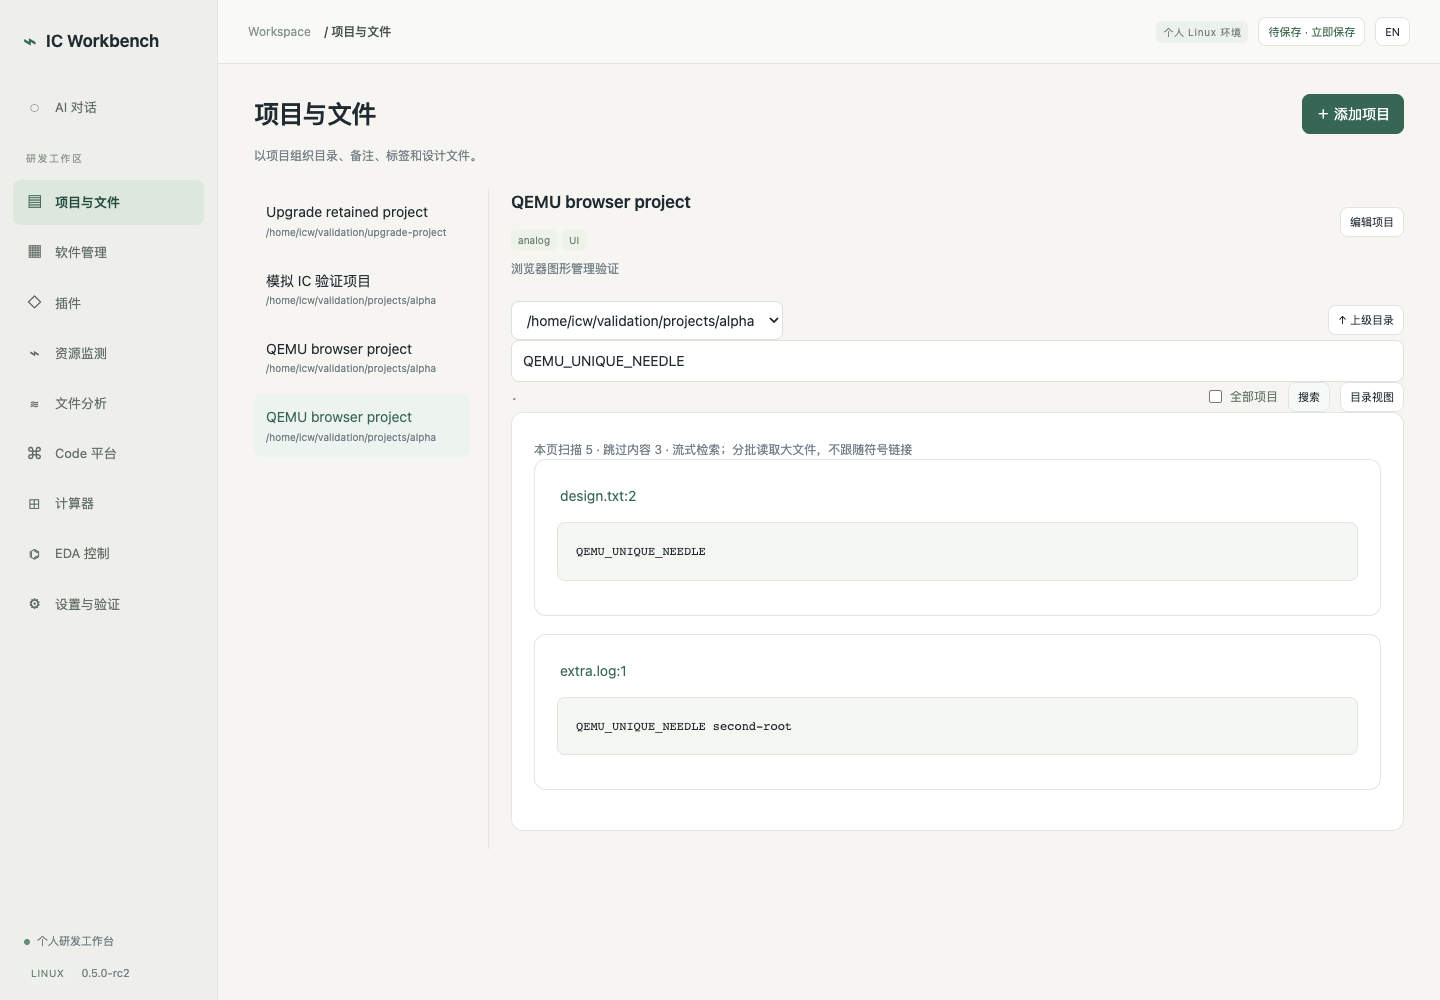 IC Workbench
AI 对话
研发工作区
项目与文件
软件管理
插件
资源监测
文件分析
Code 平台
计算器
EDA 控制
设置与验证
个人研发工作台
LINUX 0.5.0-rc2
Workspace / 项目与文件
个人 Linux 环境
待保存 · 立即保存
EN
项目与文件
+ 添加项目
以项目组织目录、备注、标签和设计文件。
Upgrade retained project
/home/icw/validation/upgrade-project
模拟 IC 验证项目
/home/icw/validation/projects/alpha
QEMU browser project
/home/icw/validation/projects/alpha
QEMU browser project
/home/icw/validation/projects/alpha
QEMU browser project
编辑项目
analog UI
浏览器图形管理验证
/home/icw/validation/projects/alpha
↑ 上级目录
QEMU_UNIQUE_NEEDLE
.
全部项目 搜索 目录视图
本页扫描 5 · 跳过内容 3 · 流式检索；分批读取大文件，不跟随符号链接
design.txt:2
QEMU_UNIQUE_NEEDLE
extra.log:1
QEMU_UNIQUE_NEEDLE second-root